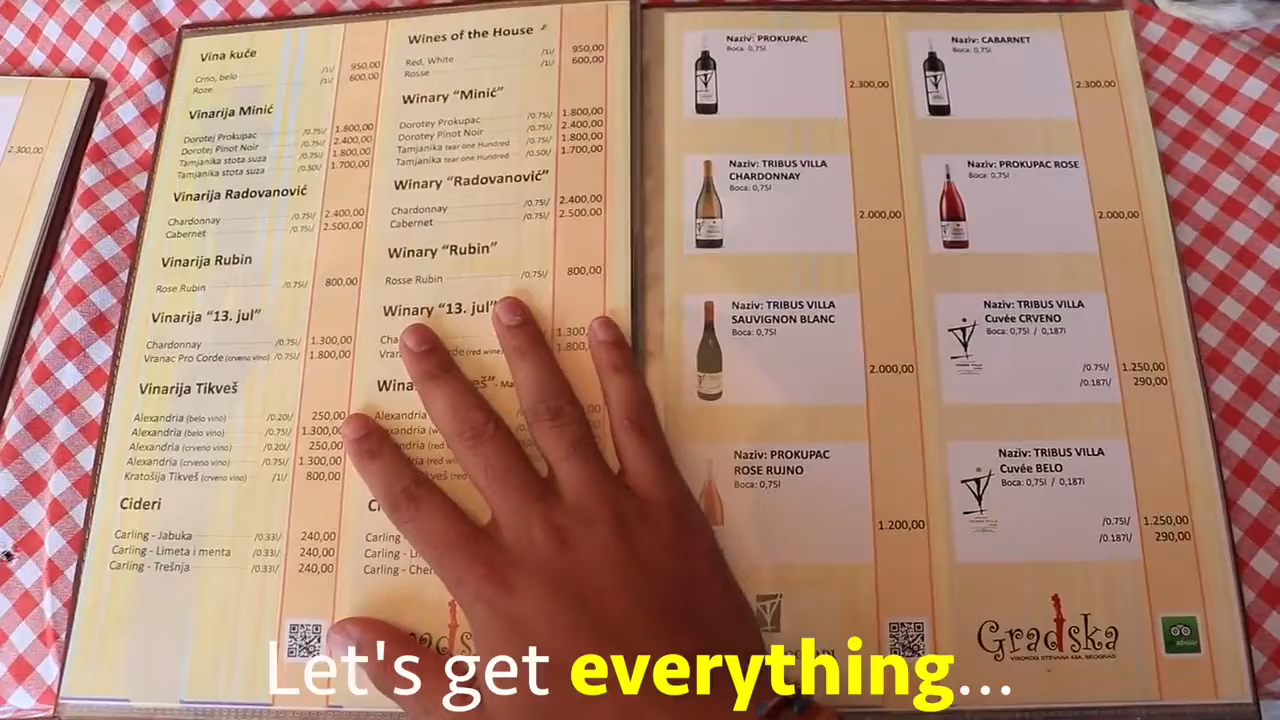 2.300,00
Vina kuče
Crno, belo /1l/ 950,00
Roze /1l/ 600,00
Vinarija Minić
Dorotej Prokupac /0.75l/ 1.800,00
Dorotej Pinot Noir /0.75l/ 2.400,00
Tamjanika stota suza /0.75l/ 1.800,00
Tamjanika stota suza /0.50l/ 1.700,00
Vinarija Radovanović
Chardonnay /0.75l/ 2.400,00
Cabernet /0.75l/ 2.500,00
Vinarija Rubin
Rose Rubin /0.75l/ 800,00
Vinarija "13. jul"
Chardonnay /0.75l/ 1.300,00
Vranac Pro Corde (crveno vino) /0.75l/ 1.800,00
Vinarija Tikveš
Alexandria (belo vino) /0.20l/ 250,00
Alexandria (belo vino) /0.75l/ 1.300,00
Alexandria (crveno vino) /0.20l/ 250,00
Alexandria (crveno vino) /0.75l/ 1.300,00
Kratošija Tikveš (crveno vino) /1l/ 800,00
Cideri
Carling - Jabuka /0.33l/ 240,00
Carling - Limeta i menta /0.33l/ 240,00
Carling - Trešnja /0.33l/ 240,00
Wines of the House
Red, White /1l/ 950,00
Rosse /1l/ 600,00
Winary "Minić"
Dorotey Prokupac /0.75l/ 1.800,00
Dorotey Pinot Noir /0.75l/ 2.400,00
Tamjanika tear one Hundred /0.75l/ 1.800,00
Tamjanika tear one Hundred /0.50l/ 1.700,00
Winary "Radovanović"
Chardonnay /0.75l/ 2.400,00
Cabernet /0.75l/ 2.500,00
Winary "Rubin"
Rosse Rubin /0.75l/ 800,00
Winary "13. jul"
(red wine)
Alexandria
Carling
Carling
Carling
Naziv: PROKUPAC
Boca: 0,75l
2.300,00
Naziv: CABARNET
Boca: 0,75l
2.300,00
Naziv: TRIBUS VILLA
CHARDONNAY
Boca: 0,75l
2.000,00
Naziv: PROKUPAC ROSE
Boca: 0,75l
2.000,00
Naziv: TRIBUS VILLA
SAUVIGNON BLANC
Boca: 0,75l
2.000,00
Naziv: TRIBUS VILLA
Cuvée CRVENO
Boca: 0,75l / 0,187l
/0.75l/ 1.250,00
/0.187l/ 290,00
Naziv: PROKUPAC
ROSE RUJNO
Boca: 0,75l
1.200,00
Naziv: TRIBUS VILLA
Cuvée BELO
Boca: 0,75l / 0,187l
/0.75l/ 1.250,00
/0.187l/ 290,00
Gradska
VISOKOG STEVANA 43A, BEOGRAD
Let's get everything...